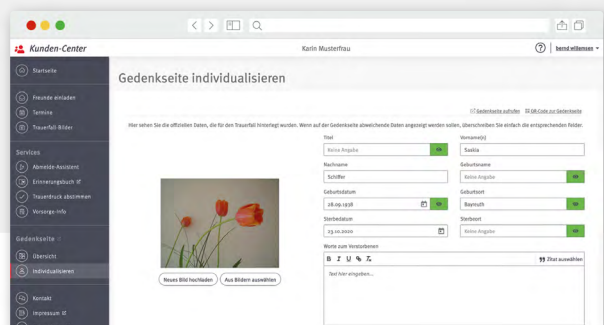 Kunden-Center
Karin Musterfrau
bernd willemsen
Startseite
Freunde einladen
Termine
Trauerfall-Bilder
Services
Abmelde-Assistent
Erinnerungsbuch
Trauerdruck abstimmen
Vorsorge-Info
Gedenkseite
Übersicht
Individualisieren
Kontakt
Impressum
Gedenkseite individualisieren
Gedenkseite aufrufen QR-Code zur Gedenkseite
Hier sehen Sie die offiziellen Daten, die für den Trauerfall hinterlegt wurden. Wenn auf der Gedenkseite abweichende Daten angezeigt werden sollen, überschreiben Sie einfach die entsprechenden Felder.
Titel Vorname(s)
Keine Angabe Saskia
Nachname Geburtsname
Schiffer Keine Angabe
Geburtsdatum Geburtsort
28.09.1938 Bayreuth
Sterbedatum Sterbeort
23.10.2020 Keine Angabe
Worte zum Verstorbenen
B I U Zitat auswählen
Text hier eingeben...
Neues Bild hochladen Aus Bildern auswählen